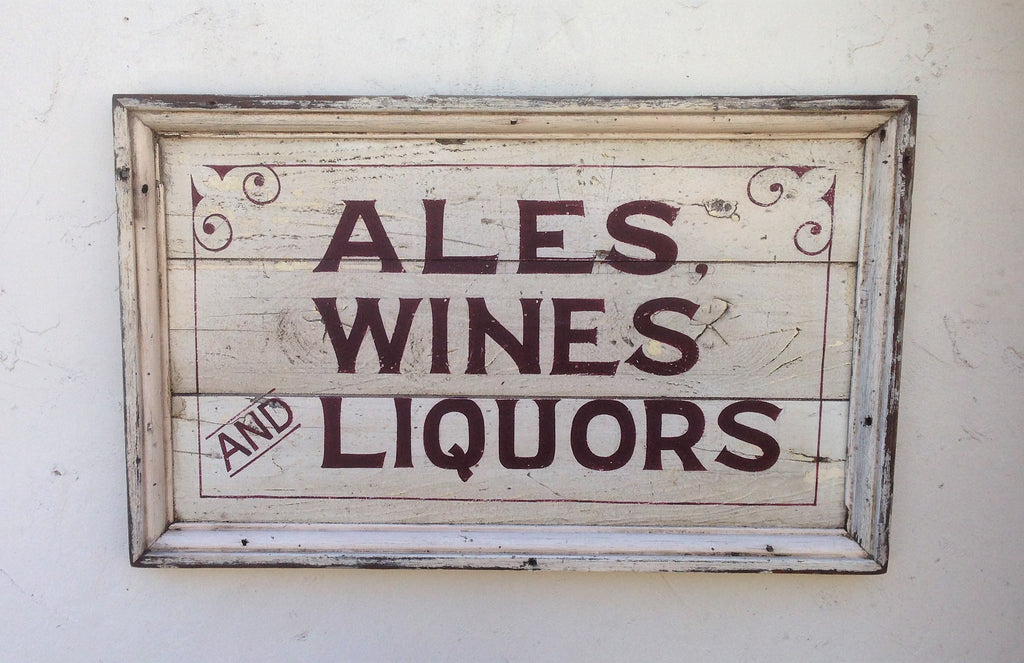 ALES,
WINES
AND LIQUORS